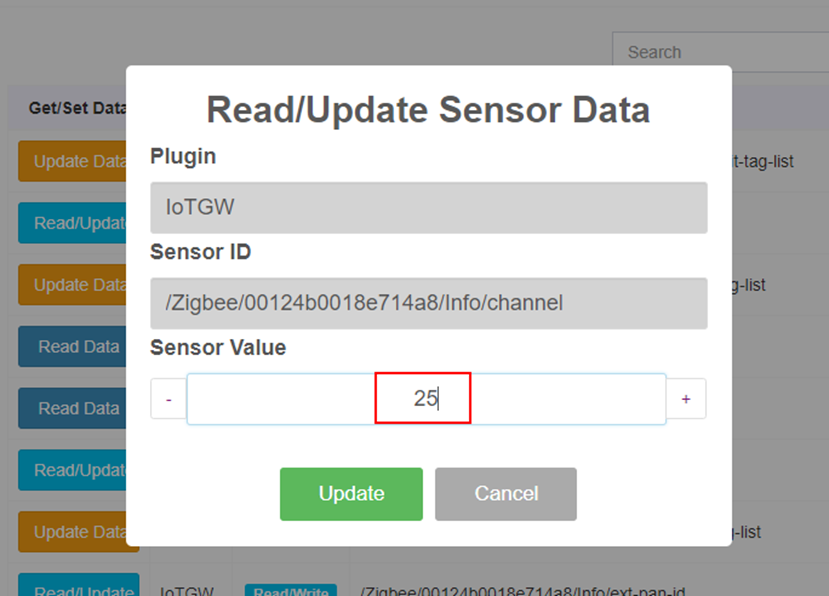 Search
Get/Set Data
Read/Update Sensor Data
Plugin
Update Data
t-tag-list
IoTGW
Read/Update
Sensor ID
Update Data
g-list
/Zigbee/00124b0018e714a8/Info/channel
Read Data
Sensor Value
- 25 +
Read Data
Read/Update
Update Cancel
Update Data
-list
Read/Update IoTGW Read/Write /Zigbee/00124b0018e714a8/Info/ext-pan-id